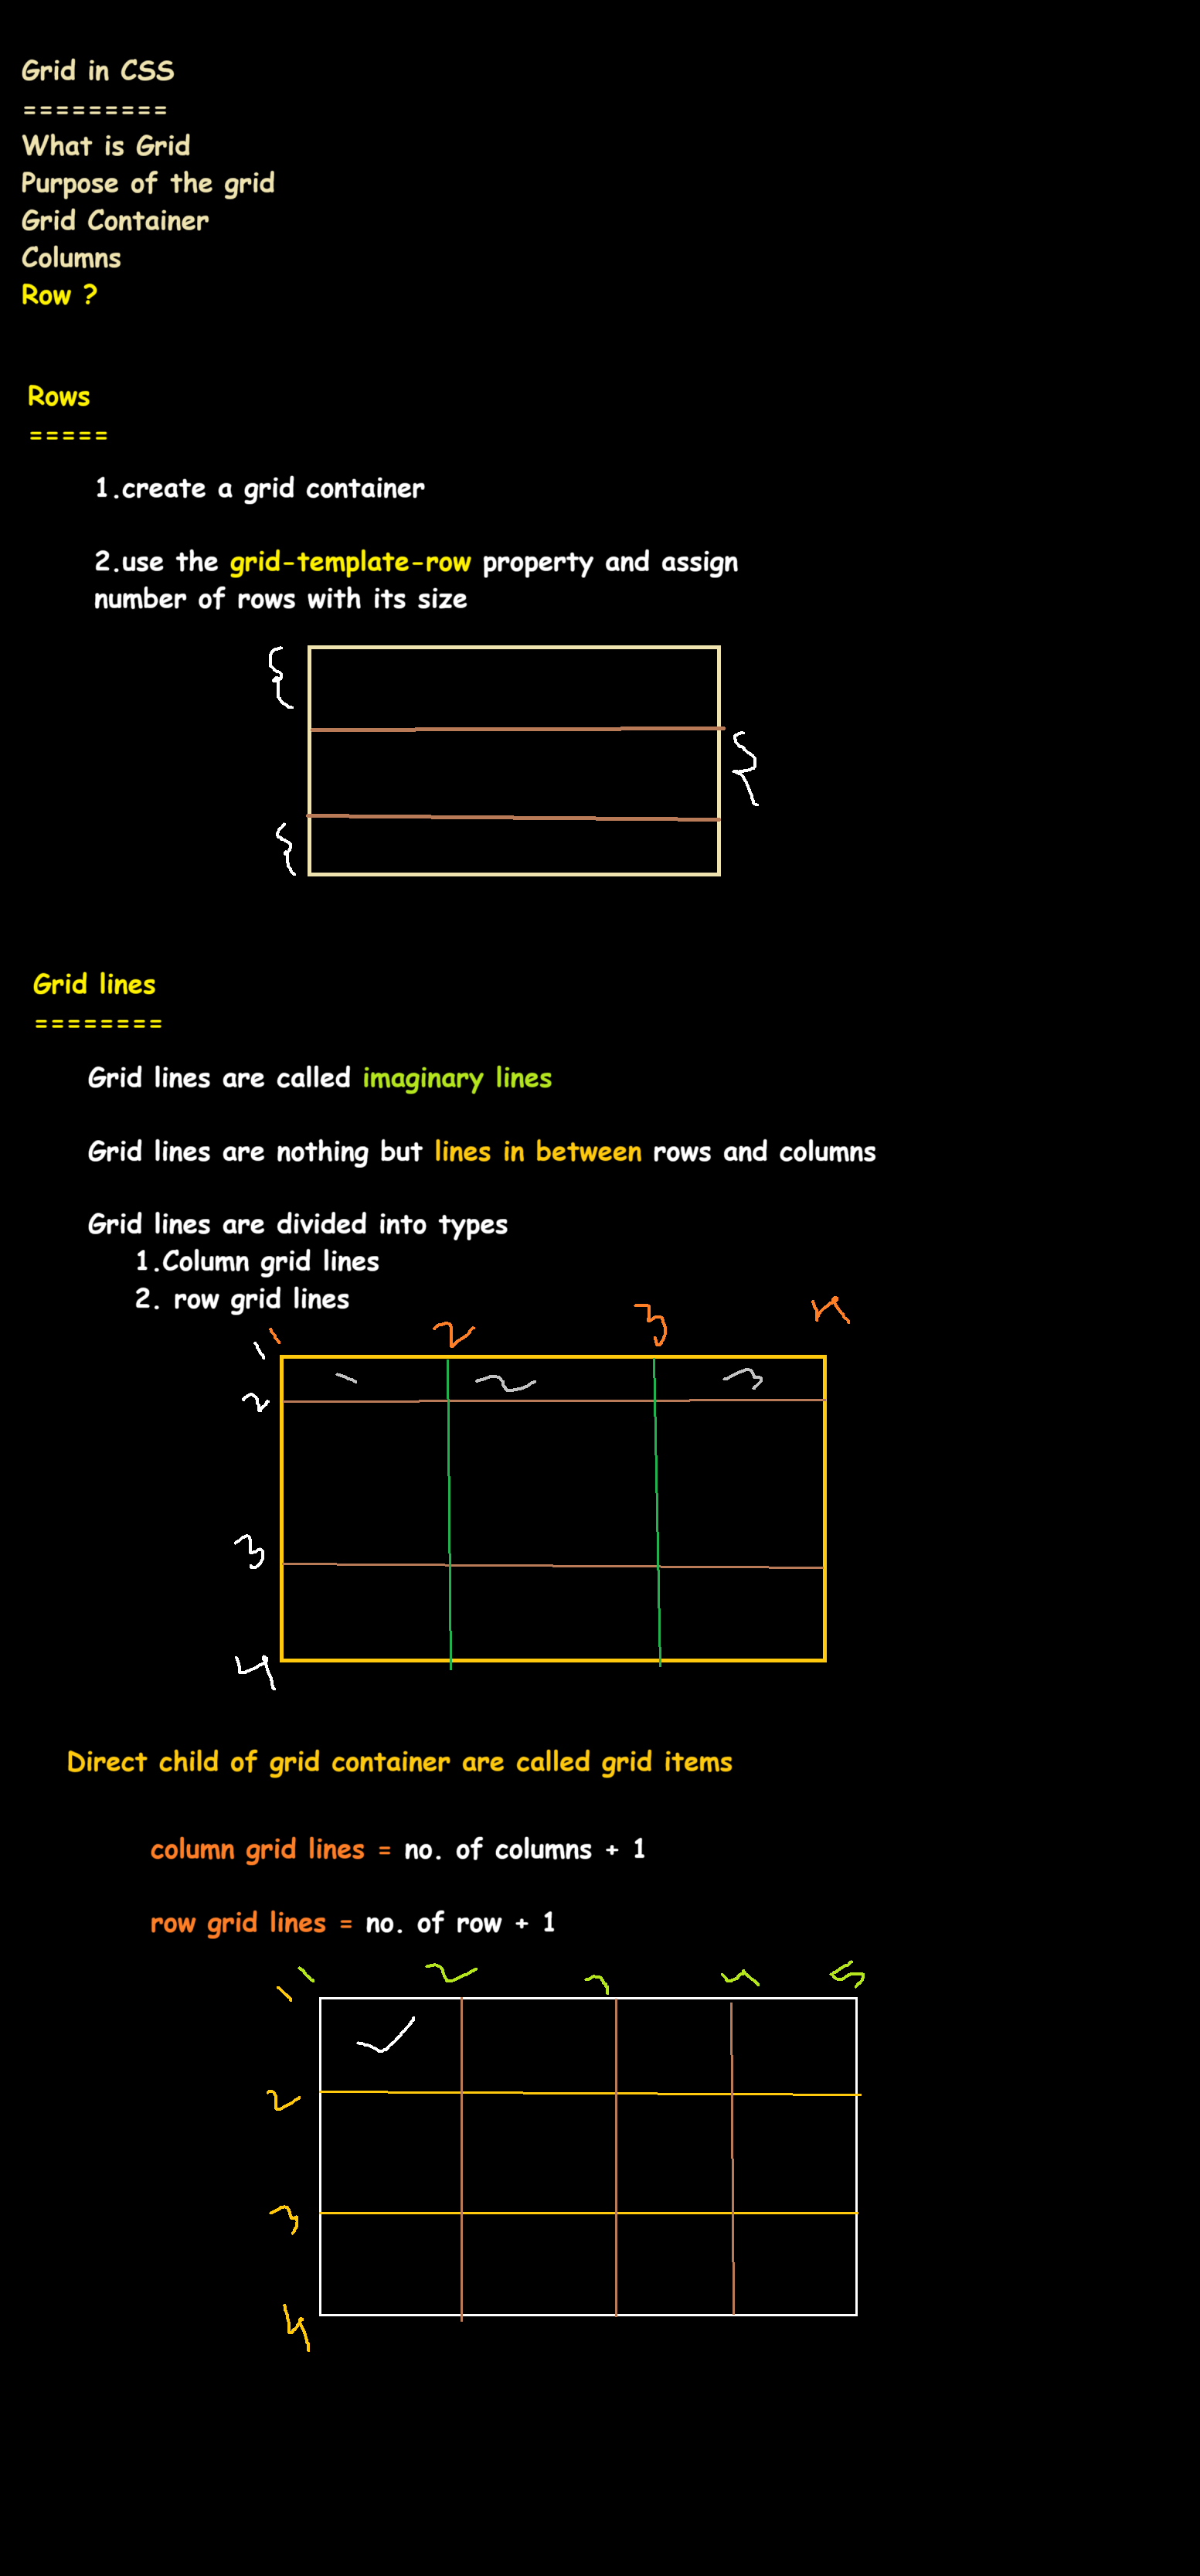 Grid in CSS
=========
What is Grid
Purpose of the grid
Grid Container
Columns
Row ?
Rows
=====
1.create a grid container
2.use the grid-template-row property and assign
number of rows with its size
Grid lines
========
Grid lines are called imaginary lines
Grid lines are nothing but lines in between rows and columns
Grid lines are divided into types
1.Column grid lines
2. row grid lines
1 2 3 4
1
1 2 3
2
3
4
Direct child of grid container are called grid items
column grid lines = no. of columns + 1
row grid lines = no. of row + 1
1 2 3 4 5
1
2
3
4